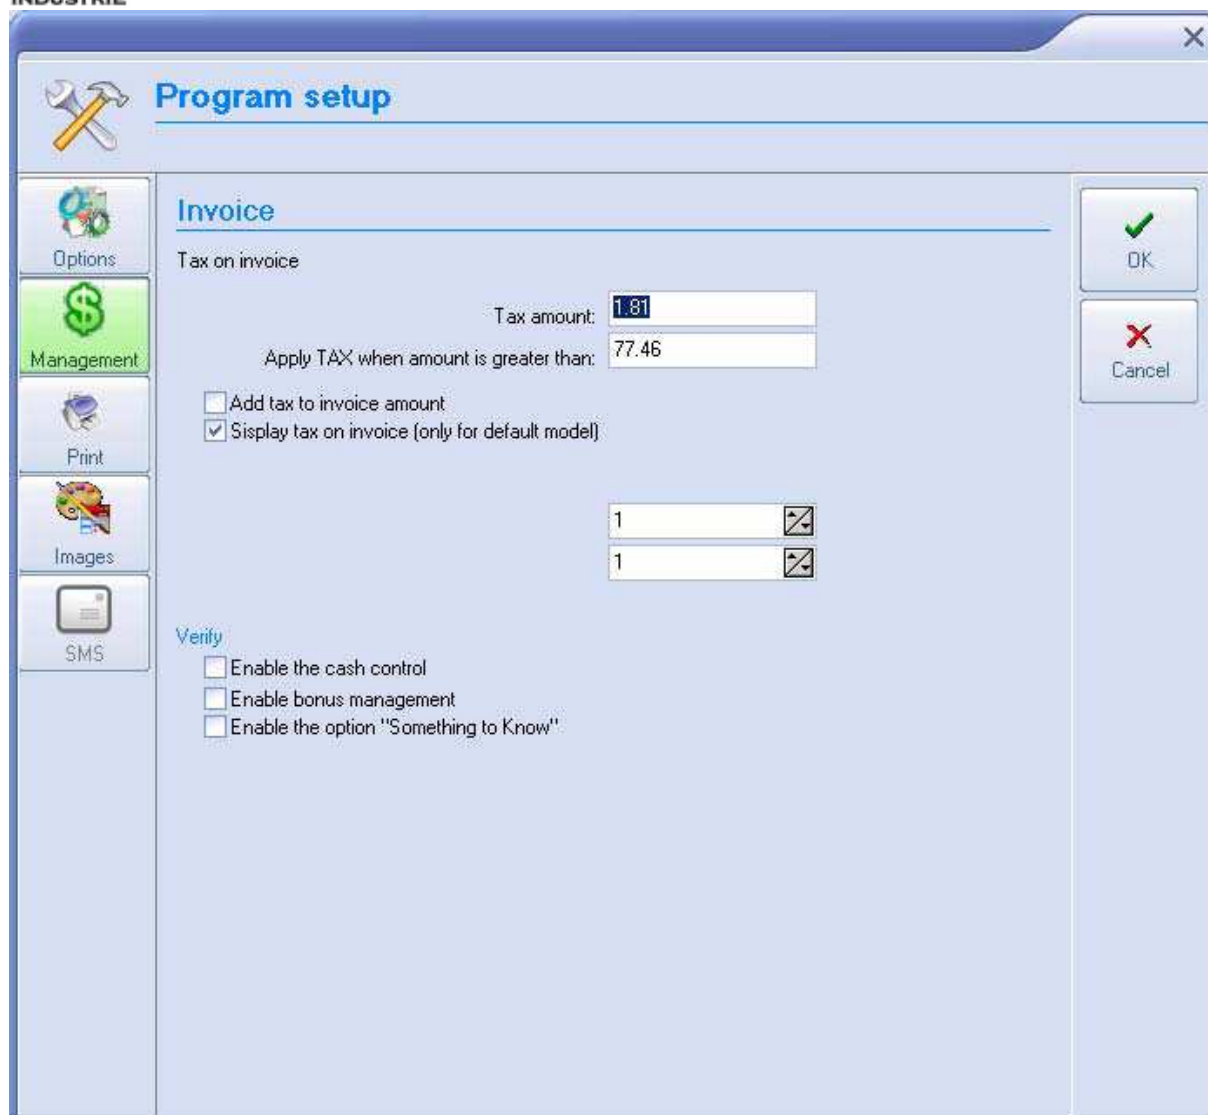 INDUSTRIE
Program setup
Options
Management
Print
Images
SMS
Invoice
Tax on invoice
Tax amount: 1.81
Apply TAX when amount is greater than: 77.46
Add tax to invoice amount
Sisplay tax on invoice (only for default model)
1
1
Verify
Enable the cash control
Enable bonus management
Enable the option "Something to Know"
OK
Cancel